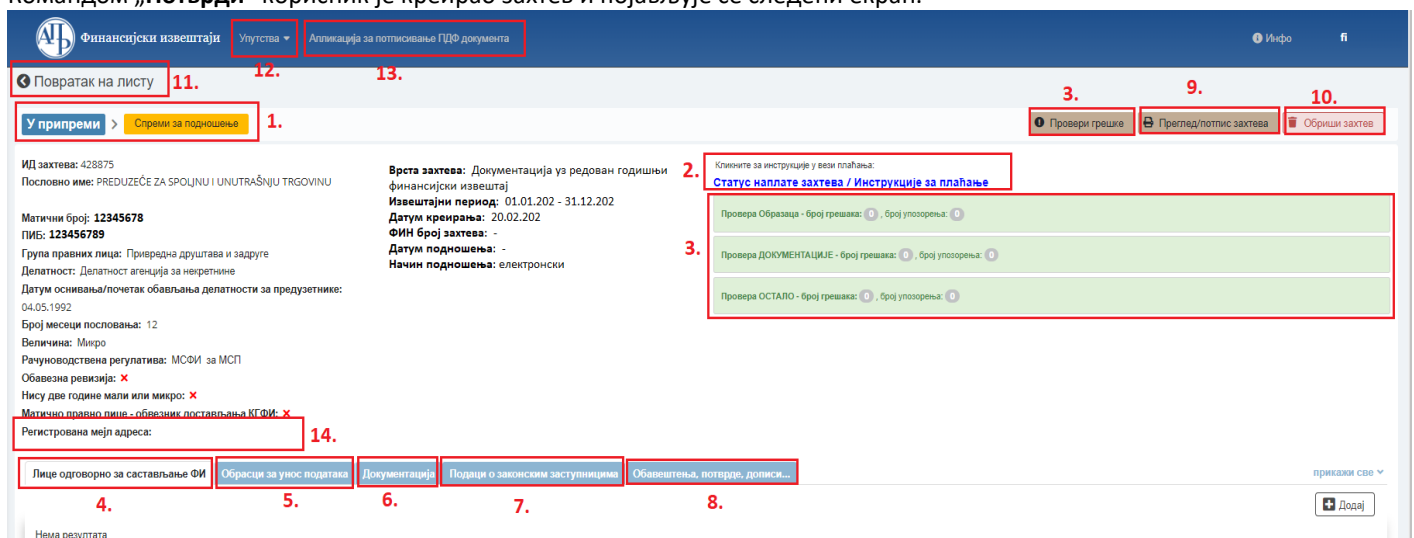 Командом „Потврди“ корисник је креирао захтев и појављује се следећи екран:
Финансијски извештаји Упутства Апликација за потписивање ПДФ документа Инфо fi
12. 13.
Повратак на листу 11.
3. 9. 10.
У припреми > Спреми за подношење 1. Провери грешке Преглед/потпис захтева Обриши захтев
ИД захтева: 428875
Пословно име: PREDUZEĆE ZA SPOLJNU I UNUTRAŠNJU TRGOVINU
Матични број: 12345678
ПИБ: 123456789
Група правних лица: Привредна друштава и задруге
Делатност: Делатност агенција за некретнине
Датум оснивања/почетак обављања делатности за предузетнике:
04.05.1992
Број месеци пословања: 12
Величина: Микро
Рачуноводствена регулатива: МСФИ за МСП
Обавезна ревизија:
Нису две године мали или микро:
Матично правно лице - обвезник достављања КГФИ:
Регистрована мејл адреса: 14.
Врста захтева: Документација уз редован годишњи
финансијски извештај
Извештајни период: 01.01.202 - 31.12.202
Датум креирања: 20.02.202
ФИН број захтева: -
Датум подношења: -
Начин подношења: електронски
2. Кликните за инструкције у вези плаћања:
Статус наплате захтева / Инструкције за плаћање
3.
Провера Образаца - број грешака: 0 , број упозорења: 0
Провера ДОКУМЕНТАЦИЈЕ - број грешака: 0 , број упозорења: 0
Провера ОСТАЛО - број грешака: 0 , број упозорења: 0
Лице одговорно за састављање ФИ Обрасци за унос података Документација Подаци о законским заступницима Обавештења, потврде, дописи... прикажи све
4. 5. 6. 7. 8.
Додај
Нема резултата